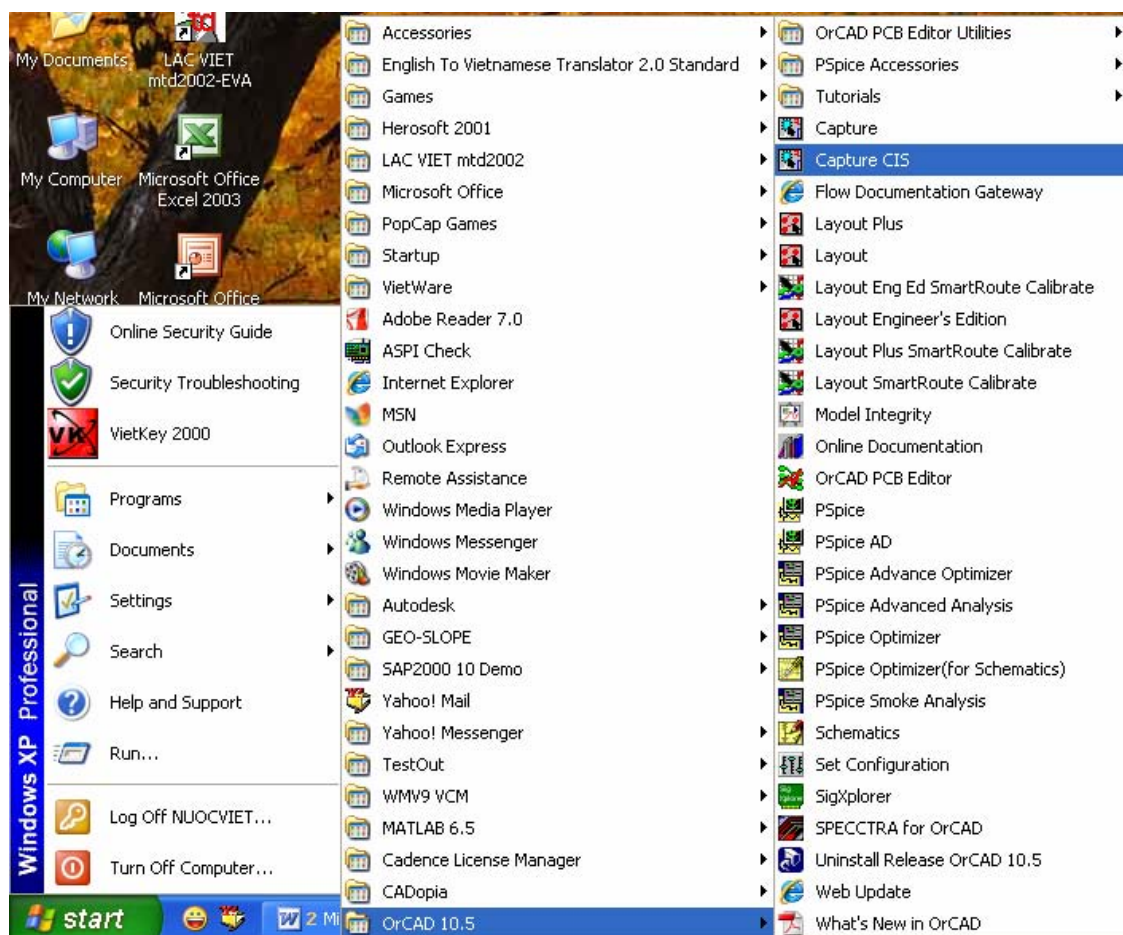 td
My Documents
LAC VIET
mtd2002-EVA
My Computer
Microsoft Office
Excel 2003
My Network
Microsoft Office
Online Security Guide
Security Troubleshooting
VK
VietKey 2000
Programs
Documents
Settings
Search
Help and Support
Run...
Log Off NUOCVIET...
Turn Off Computer...
Windows XP Professional
start
2 Mi
Accessories
English To Vietnamese Translator 2.0 Standard
Games
Herosoft 2001
LAC VIET mtd2002
Microsoft Office
PopCap Games
Startup
VietWare
Adobe Reader 7.0
ASPI Check
Internet Explorer
MSN
Outlook Express
Remote Assistance
Windows Media Player
Windows Messenger
Windows Movie Maker
Autodesk
GEO-SLOPE
SAP2000 10 Demo
Yahoo! Mail
Yahoo! Messenger
TestOut
WMV9 VCM
MATLAB 6.5
Cadence License Manager
CADopia
OrCAD 10.5
OrCAD PCB Editor Utilities
PSpice Accessories
Tutorials
Capture
Capture CIS
Flow Documentation Gateway
Layout Plus
Layout
Layout Eng Ed SmartRoute Calibrate
Layout Engineer's Edition
Layout Plus SmartRoute Calibrate
Layout SmartRoute Calibrate
Model Integrity
Online Documentation
OrCAD PCB Editor
PSpice
PSpice AD
PSpice Advance Optimizer
PSpice Advanced Analysis
PSpice Optimizer
PSpice Optimizer(for Schematics)
PSpice Smoke Analysis
Schematics
Set Configuration
SigXplorer
SPECCTRA for OrCAD
Uninstall Release OrCAD 10.5
Web Update
What's New in OrCAD